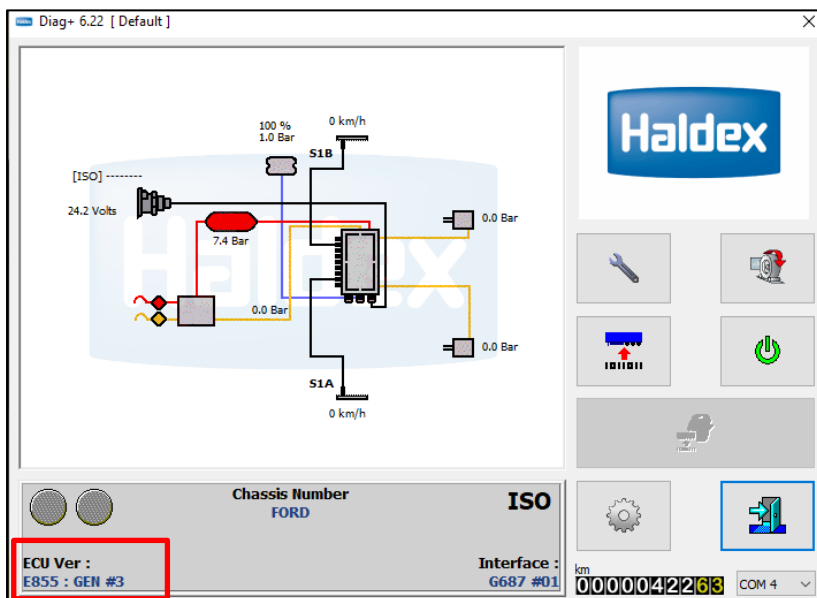 Diag+ 6.22 [ Default ]
0 km/h
100 %
1.0 Bar
S1B
[ISO] --------
24.2 Volts
0.0 Bar
7.4 Bar
0.0 Bar
0.0 Bar
S1A
0 km/h
Haldex
Haldex
Chassis Number
FORD
ISO
ECU Ver :
E855 : GEN #3
Interface :
G687 #01
km
0000042263
COM 4